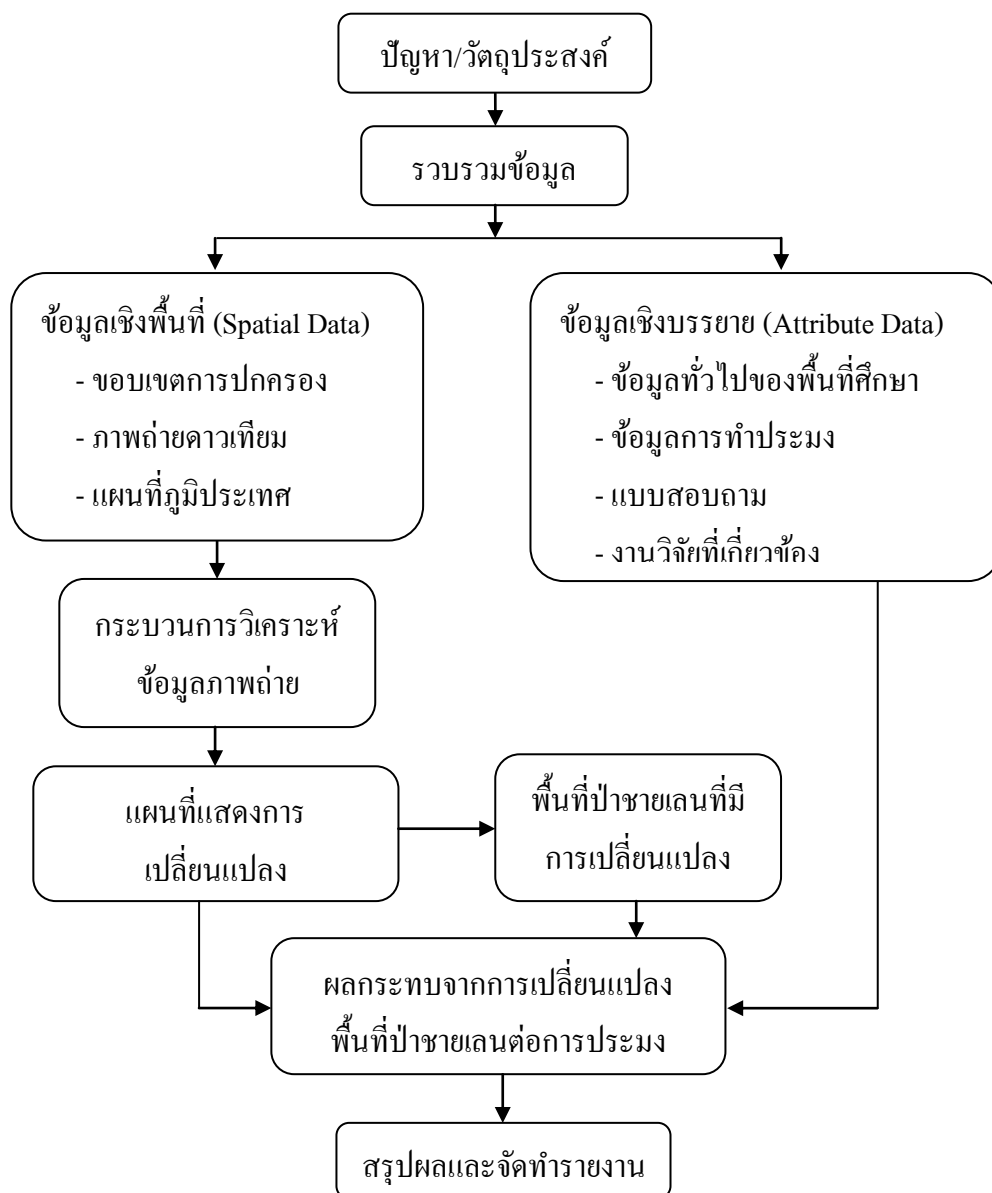 ปัญหา/วัตถุประสงค์
รวบรวมข้อมูล
ข้อมูลเชิงพื้นที่ (Spatial Data)
- ขอบเขตการปกครอง
- ภาพถ่ายดาวเทียม
- แผนที่ภูมิประเทศ
ข้อมูลเชิงบรรยาย (Attribute Data)
- ข้อมูลทั่วไปของพื้นที่ศึกษา
- ข้อมูลการทำประมง
- แบบสอบถาม
- งานวิจัยที่เกี่ยวข้อง
กระบวนการวิเคราะห์
ข้อมูลภาพถ่าย
แผนที่แสดงการ
เปลี่ยนแปลง
พื้นที่ป่าชายเลนที่มี
การเปลี่ยนแปลง
ผลกระทบจากการเปลี่ยนแปลง
พื้นที่ป่าชายเลนต่อการประมง
สรุปผลและจัดทำรายงาน